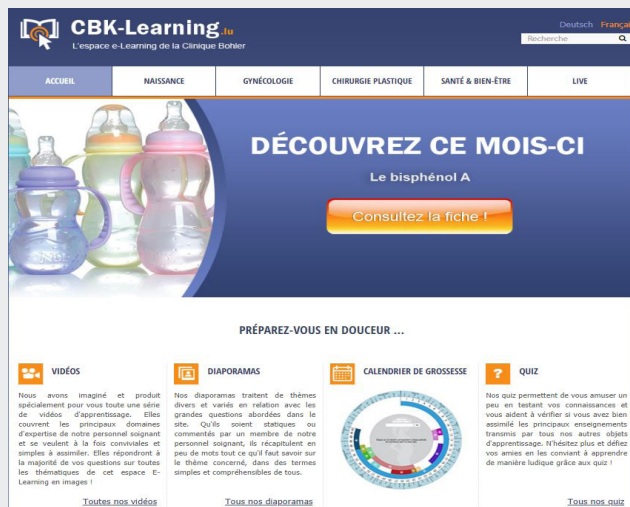 CBK-Learning.lu
L'espace e-Learning de la Clinique Bohler
Deutsch Françai
Recherche
ACCUEIL NAISSANCE GYNÉCOLOGIE CHIRURGIE PLASTIQUE SANTÉ & BIEN-ÊTRE LIVE
DÉCOUVREZ CE MOIS-CI
Le bisphénol A
Consultez la fiche !
PRÉPAREZ-VOUS EN DOUCEUR ...
VIDÉOS
Nous avons imaginé et produit
spécialement pour vous toute une série
de vidéos d'apprentissage. Elles
couvrent les principaux domaines
d'expertise de notre personnel soignant
et se veulent à la fois conviviales et
simples à assimiler. Elles répondront à
la majorité de vos questions sur toutes
les thématiques de cet espace E-
Learning en images !
Toutes nos vidéos
DIAPORAMAS
Nos diaporamas traitent de thèmes
divers et variés en relation avec les
grandes questions abordées dans le
site. Qu'ils soient statiques ou
commentés par un membre de notre
personnel soignant, ils récapitulent en
peu de mots tout ce qu'il faut savoir sur
le thème concerné, dans des termes
simples et compréhensibles de tous.
Tous nos diaporamas
CALENDRIER DE GROSSESSE
QUIZ
Nos quiz permettent de vous amuser un
peu en testant vos connaissances et
vous aident à vérifier si vous avez bien
assimilé les principaux enseignements
transmis par tous nos autres objets
d'apprentissage. N'hésitez plus et défiez
vos amies en les conviant à apprendre
de manière ludique grâce aux quiz !
Tous nos quiz